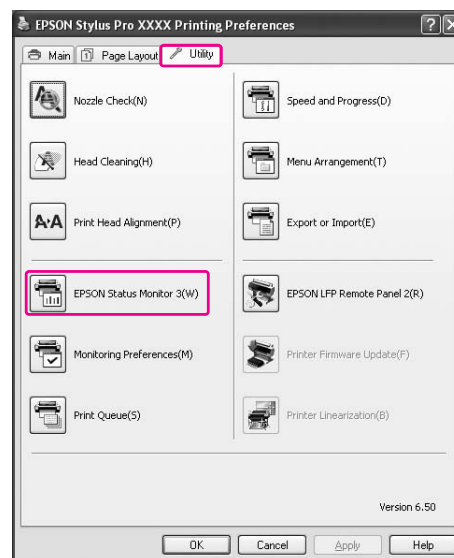 EPSON Stylus Pro XXXX Printing Preferences
Main
Page Layout
Utility
Nozzle Check(N)
Speed and Progress(D)
Head Cleaning(H)
Menu Arrangement(T)
A·A
Print Head Alignment(P)
Export or Import(E)
EPSON Status Monitor 3(W)
EPSON LFP Remote Panel 2(R)
Monitoring Preferences(M)
Printer Firmware Update(F)
Print Queue(S)
Printer Linearization(B)
Version 6.50
OK
Cancel
Apply
Help